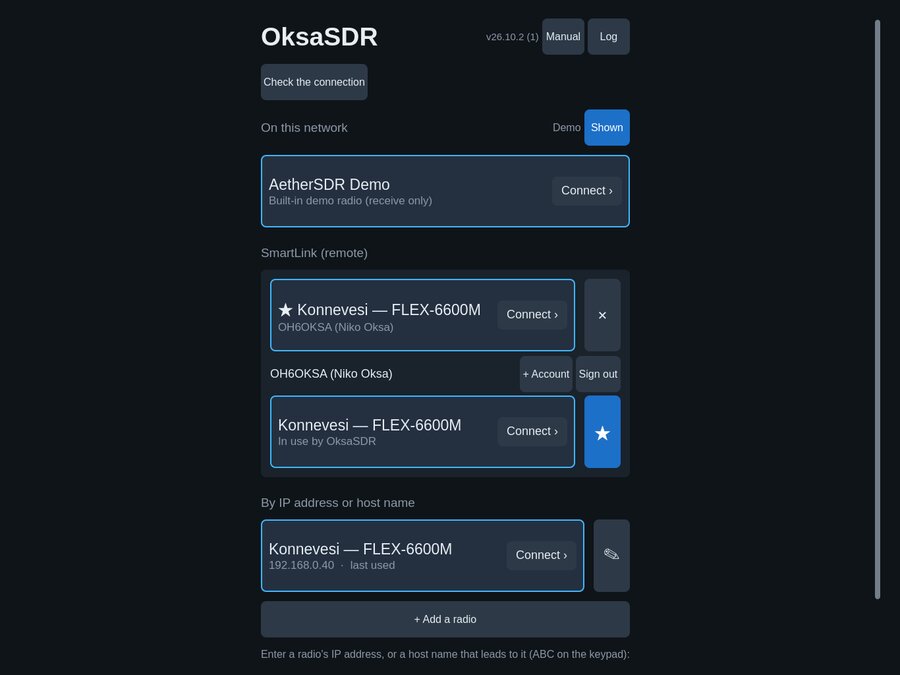 OksaSDR
v26.10.2 (1)
Manual
Log
Check the connection
On this network
Demo
Shown
AetherSDR Demo
Built-in demo radio (receive only)
Connect ›
SmartLink (remote)
★ Konnevesi — FLEX-6600M
OH6OKSA (Niko Oksa)
Connect ›
×
OH6OKSA (Niko Oksa)
+ Account
Sign out
Konnevesi — FLEX-6600M
In use by OksaSDR
Connect ›
★
By IP address or host name
Konnevesi — FLEX-6600M
192.168.0.40 · last used
Connect ›
✎
+ Add a radio
Enter a radio's IP address, or a host name that leads to it (ABC on the keypad):